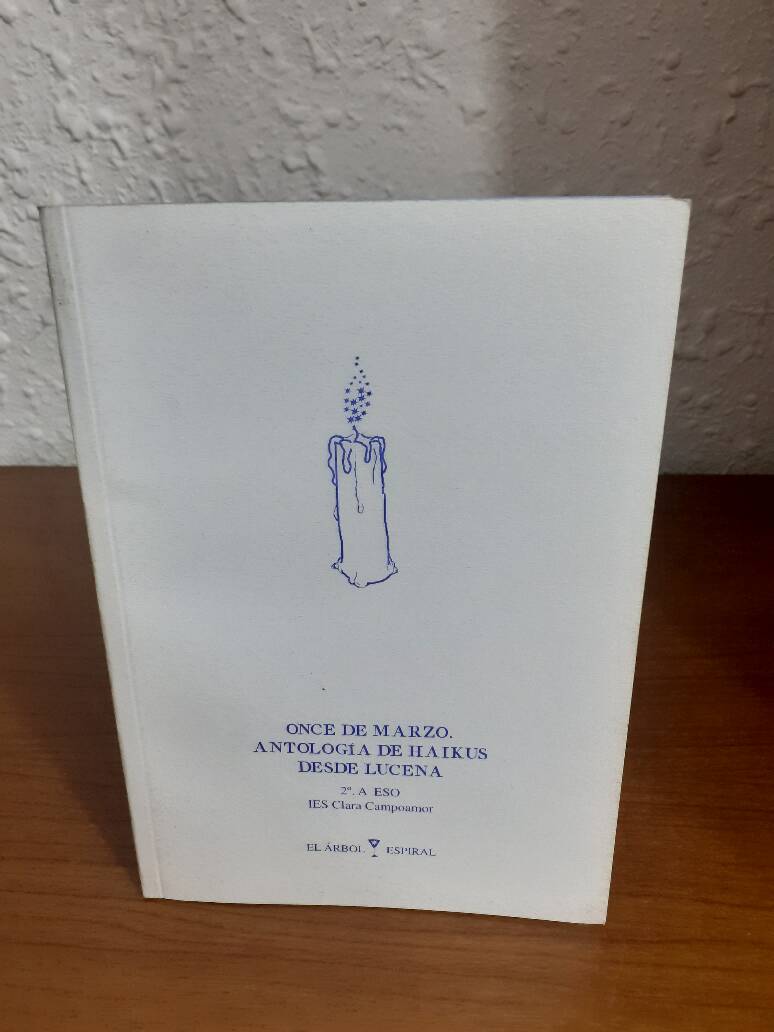 ONCE DE MARZO.
ANTOLOGÍA DE HAIKUS
DESDE LUCENA
2º. A ESO
IES Clara Campoamor
EL ÁRBOL ESPIRAL